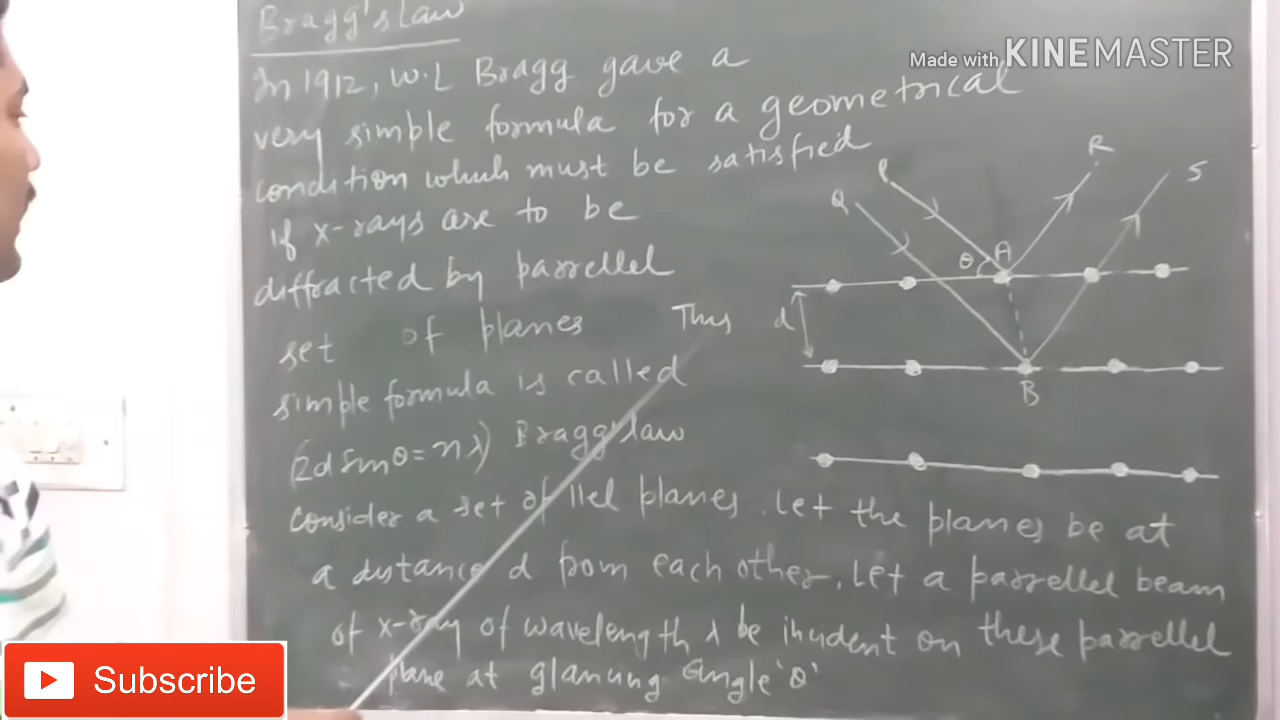 Bragg's Law
In 1912, W.L Bragg gave a
very simple formula for a geometrical
condition which must be satisfied
if x-rays are to be
diffracted by parrellel
set of planes This
simple formula is called
(2d Sinθ = nλ) Bragg's law
Consider a set of llel planes. Let the planes be at
a distance d from each other. Let a parrellel beam
of x-ray of wavelength λ be incident on these parrellel
plane at glancing angle 'θ'
Made with KINEMASTER
R
P
S
Q
θ A
d
B
Subscribe